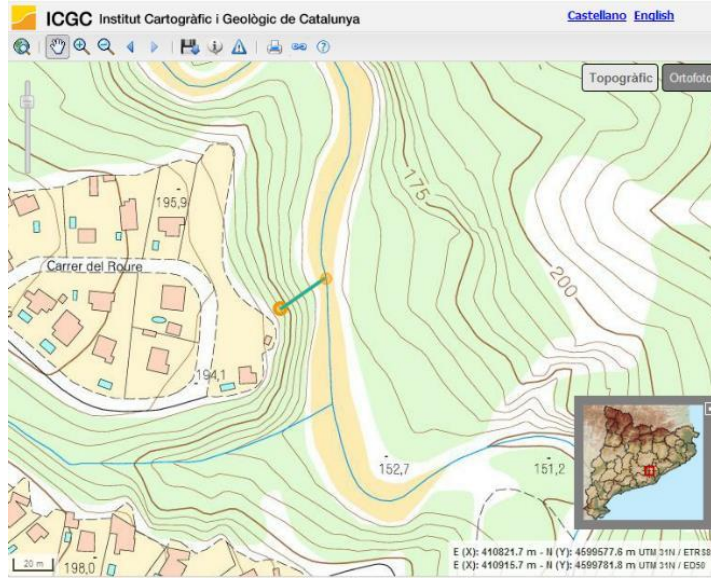 ICGC Institut Cartogràfic i Geològic de Catalunya
Castellano English
Topogràfic Ortofoto
195,9
175
Carrer del Roure
200
194,1
152,7
151,2
198,0
20 m
E (X): 410821.7 m - N (Y): 4599577.6 m UTM 31N / ETRS8
E (X): 410915.7 m - N (Y): 4599781.8 m UTM 31N / ED50